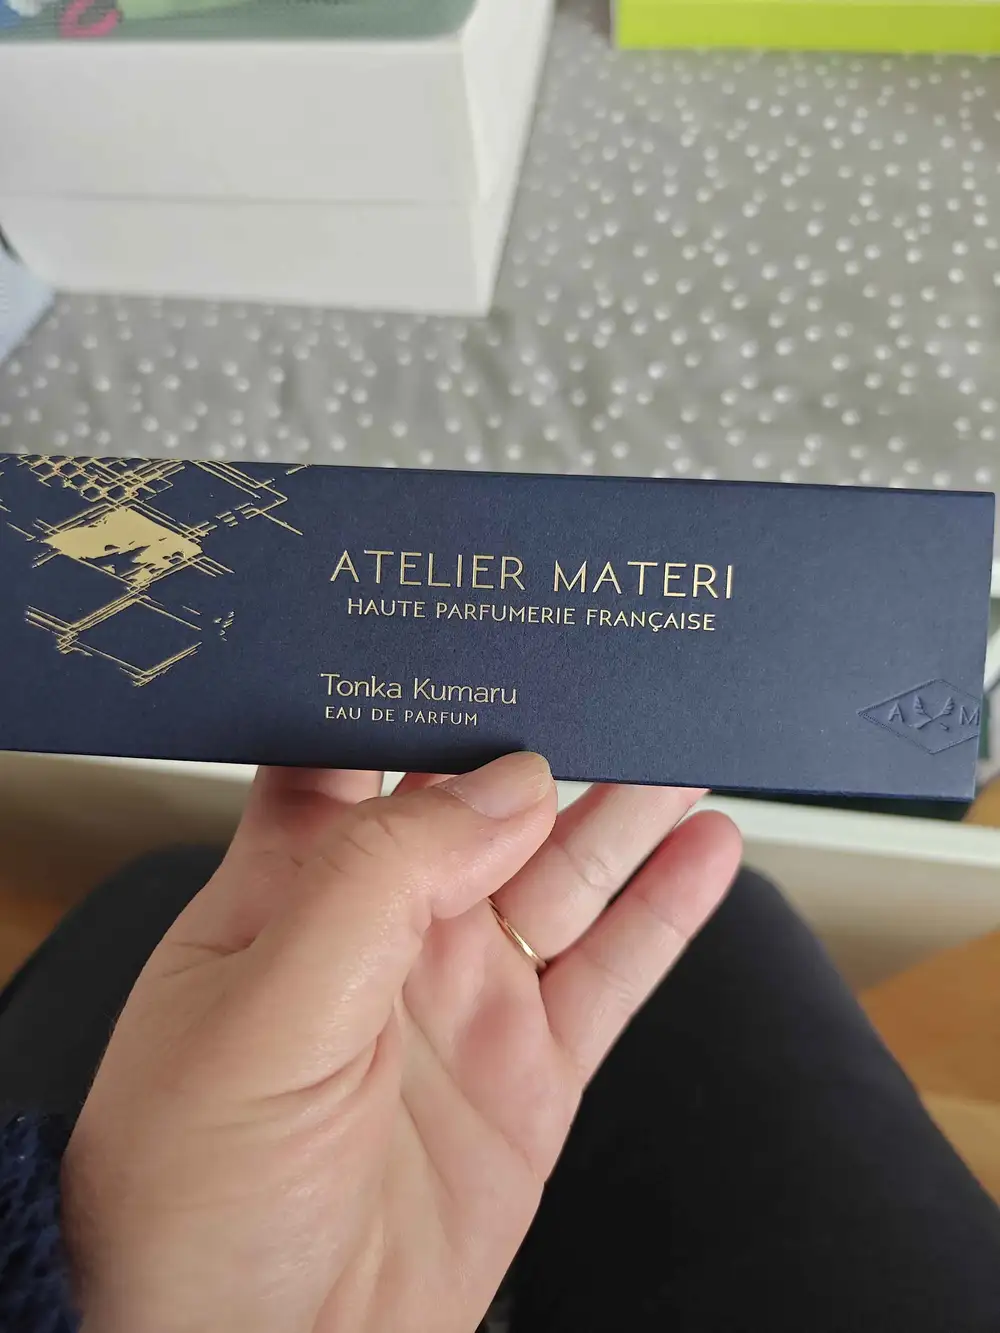 ATELIER MATERI
HAUTE PARFUMERIE FRANÇAISE
Tonka Kumaru
EAU DE PARFUM
A M